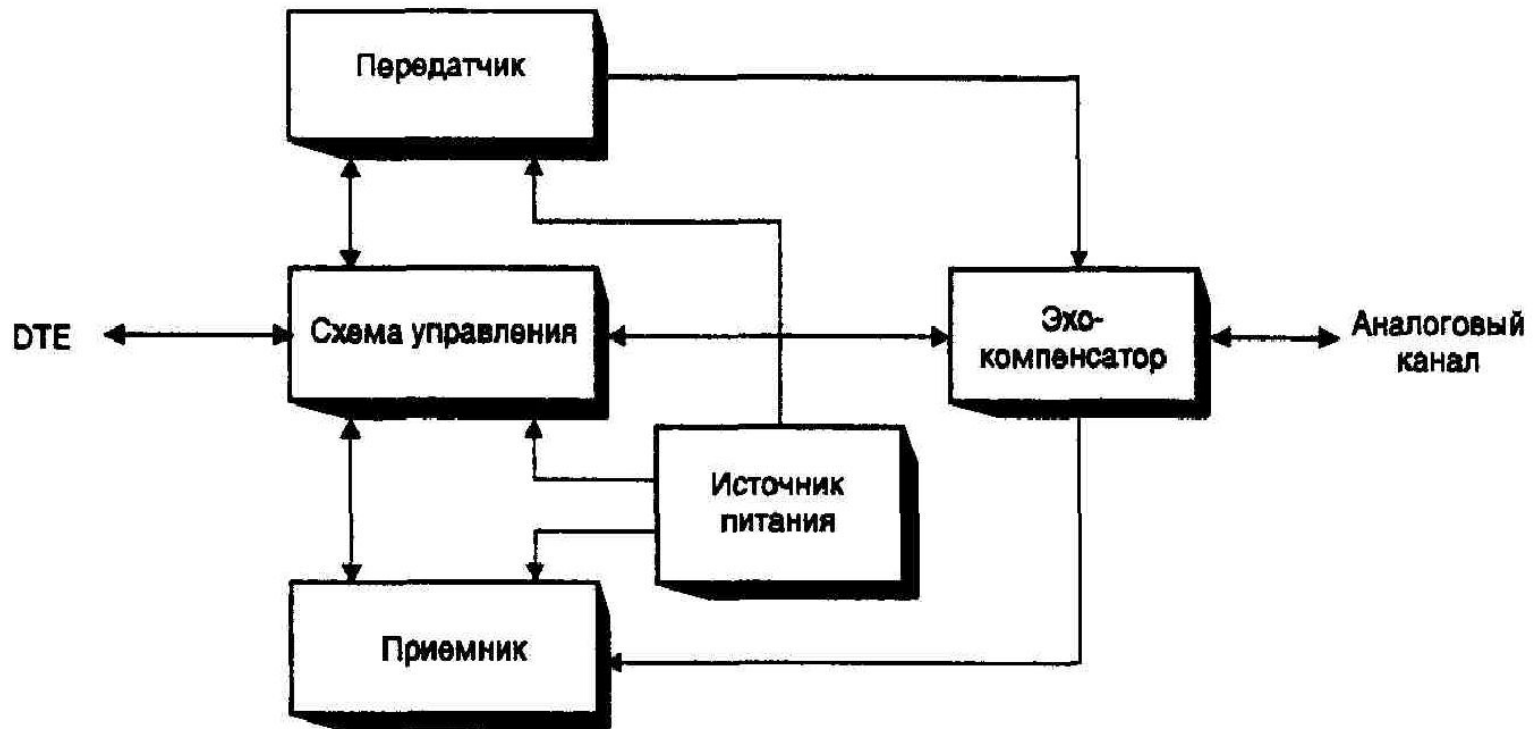 Передатчик
DTE
Схема управления
Эхо-
компенсатор
Аналоговый
канал
Источник
питания
Приемник